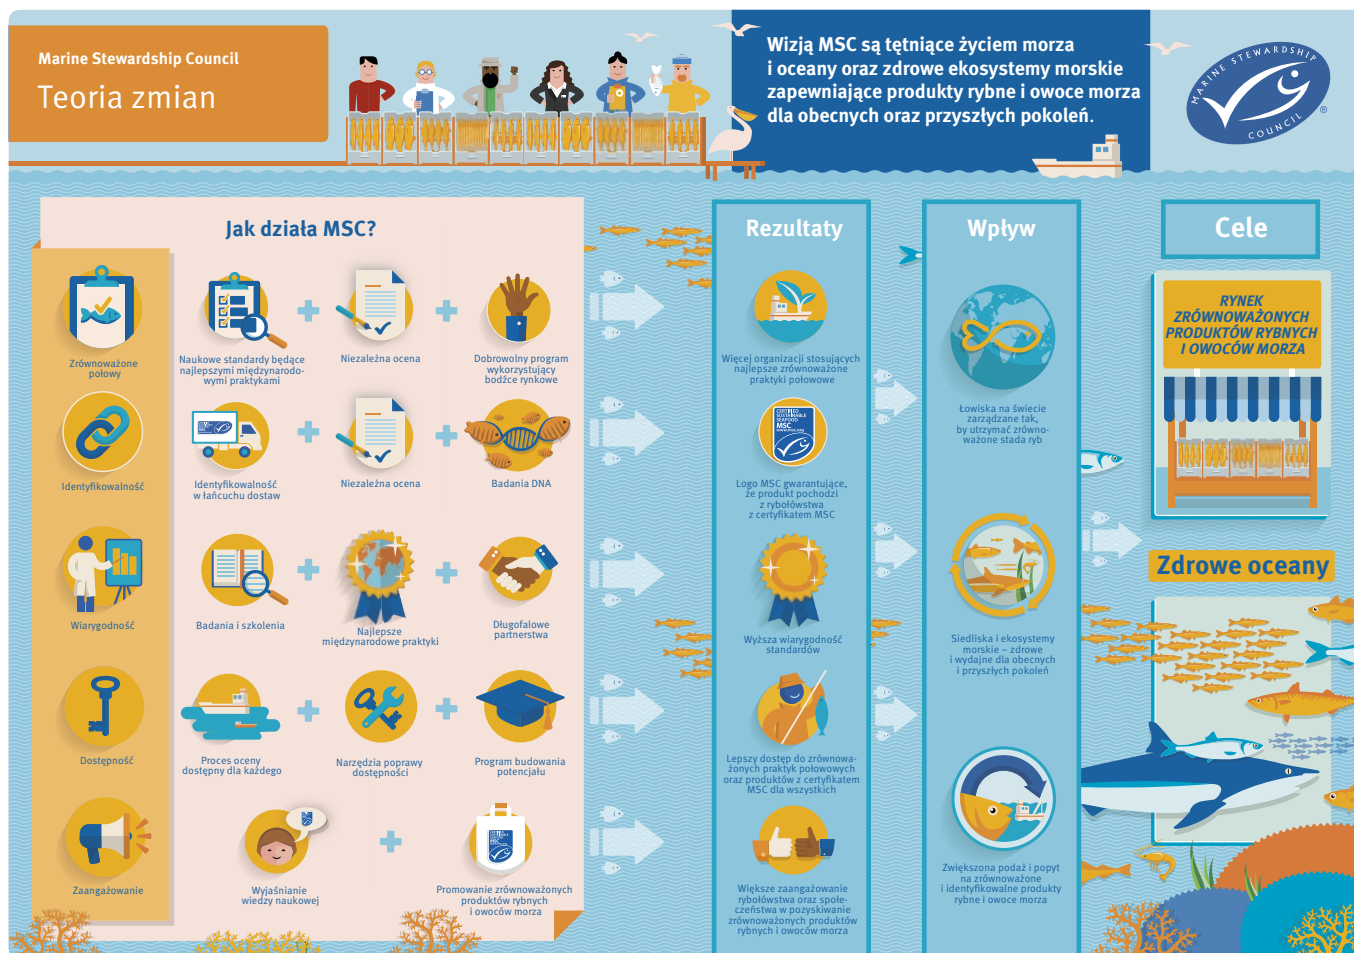 Marine Stewardship Council
Teoria zmian
Wizją MSC są tętniące życiem morza
i oceany oraz zdrowe ekosystemy morskie
zapewniające produkty rybne i owoce morza
dla obecnych oraz przyszłych pokoleń.
MARINE STEWARDSHIP
COUNCIL
®
Jak działa MSC?
Zrównoważone
połowy
Naukowe standardy będące
najlepszymi międzynarodo-
wymi praktykami
Niezależna ocena
Dobrowolny program
wykorzystujący
bodźce rynkowe
Identyfikowalność
Identyfikowalność
w łańcuchu dostaw
Niezależna ocena
Badania DNA
Wiarygodność
Badania i szkolenia
Najlepsze
międzynarodowe praktyki
Długofalowe
partnerstwa
Dostępność
Proces oceny
dostępny dla każdego
Narzędzia poprawy
dostępności
Program budowania
potencjału
Zaangażowanie
Wyjaśnianie
wiedzy naukowej
Promowanie zrównoważonych
produktów rybnych
i owoców morza
Rezultaty
Więcej organizacji stosujących
najlepsze zrównoważone
praktyki połowowe
CERTIFIED
SUSTAINABLE
SEAFOOD
MSC
www.msc.org
Logo MSC gwarantujące,
że produkt pochodzi
z rybołówstwa
z certyfikatem MSC
Wyższa wiarygodność
standardów
Lepszy dostęp do zrównowa-
żonych praktyk połowowych
oraz produktów z certyfikatem
MSC dla wszystkich
Większe zaangażowanie
rybołówstwa oraz społe-
czeństwa w pozyskiwanie
zrównoważonych produktów
rybnych i owoców morza
Wpływ
Łowiska na świecie
zarządzane tak,
by utrzymać zrówno-
ważone stada ryb
Siedliska i ekosystemy
morskie – zdrowe
i wydajne dla obecnych
i przyszłych pokoleń
Zwiększona podaż i popyt
na zrównoważone
i identyfikowalne produkty
rybne i owoce morza
Cele
RYNEK
ZRÓWNOWAŻONYCH
PRODUKTÓW RYBNYCH
I OWOCÓW MORZA
Zdrowe oceany